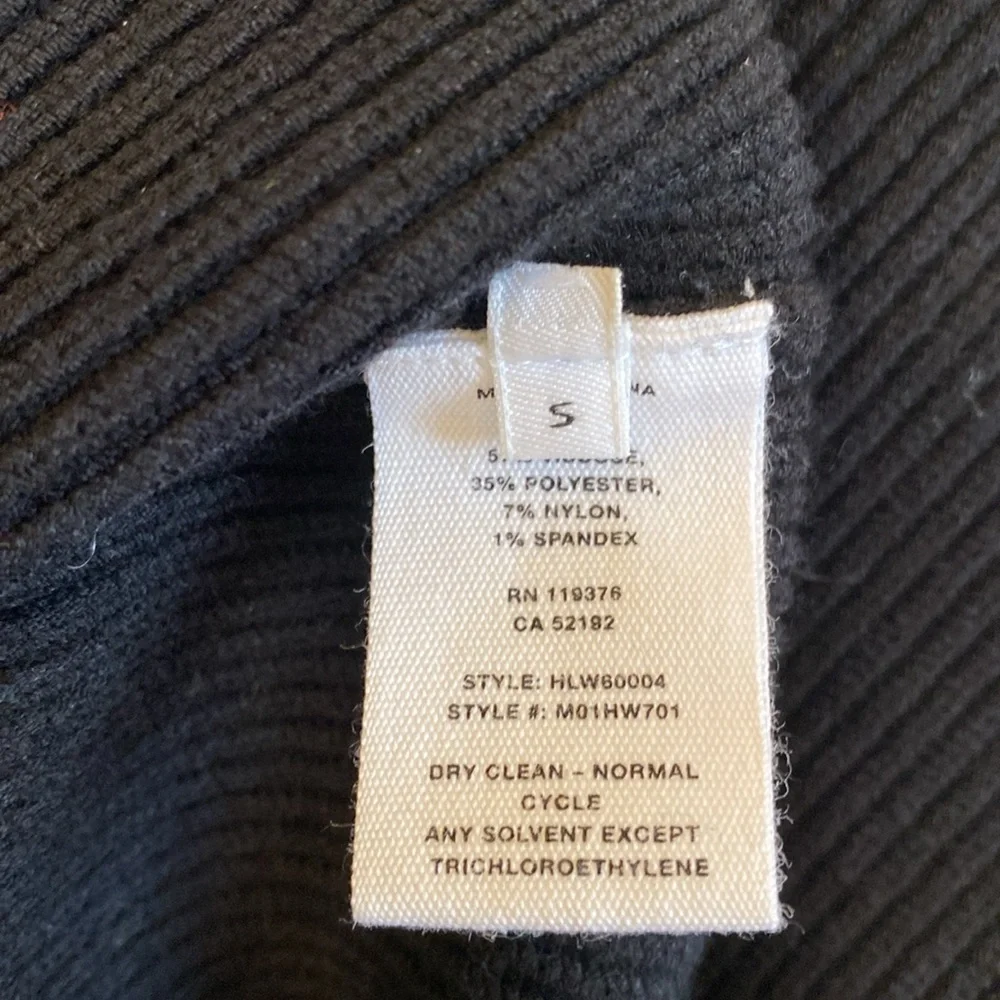 S
35% POLYESTER,
7% NYLON,
1% SPANDEX
RN 119376
CA 52192
STYLE: HLW60004
STYLE #: M01HW701
DRY CLEAN - NORMAL
CYCLE
ANY SOLVENT EXCEPT
TRICHLOROETHYLENE